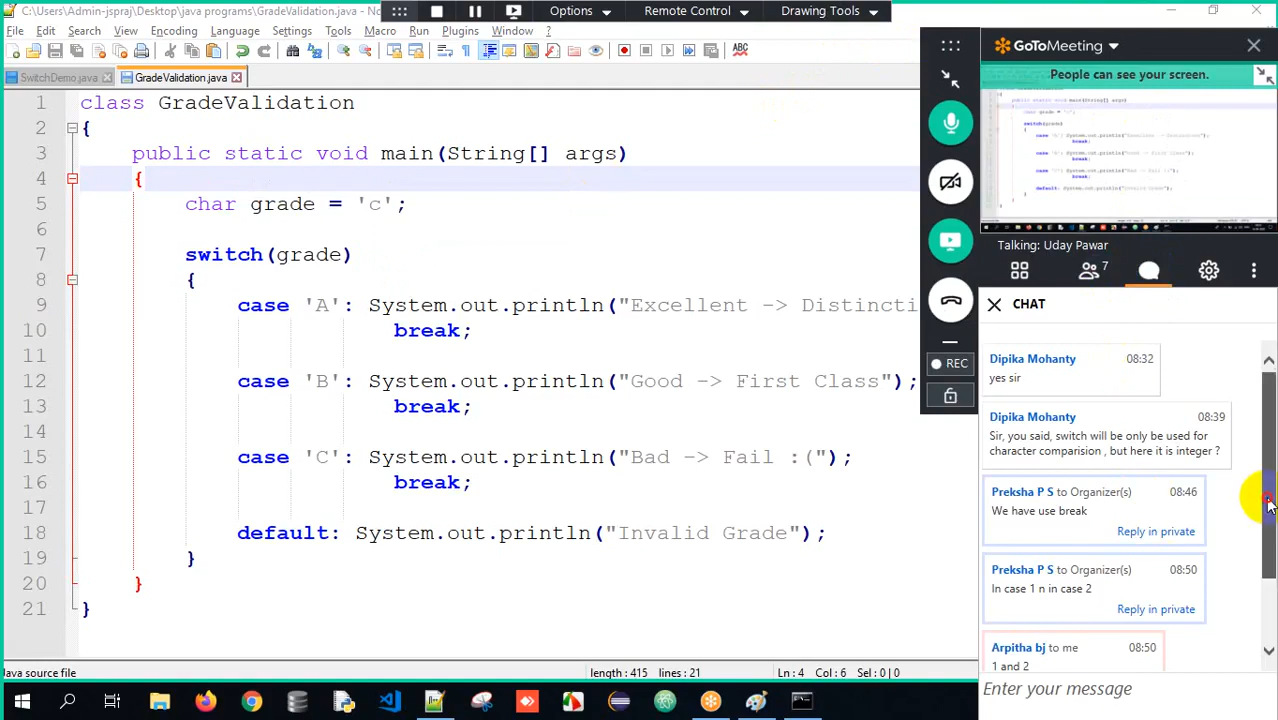 C:\Users\Admin-jspraj\Desktop\java programs\GradeValidation.java - No
Options
Remote Control
Drawing Tools
File Edit Search View Encoding Language Settings Tools Macro Run Plugins Window ?
SwitchDemo.java
GradeValidation.java
1 class GradeValidation
2 {
3 public static void main(String[] args)
4 {
5 char grade = 'c';
6
7 switch(grade)
8 {
9 case 'A': System.out.println("Excellent -> Distincti
10 break;
11
12 case 'B': System.out.println("Good -> First Class");
13 break;
14
15 case 'C': System.out.println("Bad -> Fail :(");
16 break;
17
18 default: System.out.println("Invalid Grade");
19 }
20 }
21 }
Java source file
length : 415 lines : 21
Ln : 4 Col : 6 Sel : 0 | 0
REC
GoToMeeting
People can see your screen.
Talking: Uday Pawar
7
CHAT
Dipika Mohanty 08:32
yes sir
Dipika Mohanty 08:39
Sir, you said, switch will be only be used for
character comparision , but here it is integer ?
Preksha P S to Organizer(s) 08:46
We have use break
Reply in private
Preksha P S to Organizer(s) 08:50
In case 1 n in case 2
Reply in private
Arpitha bj to me 08:50
1 and 2
Enter your message